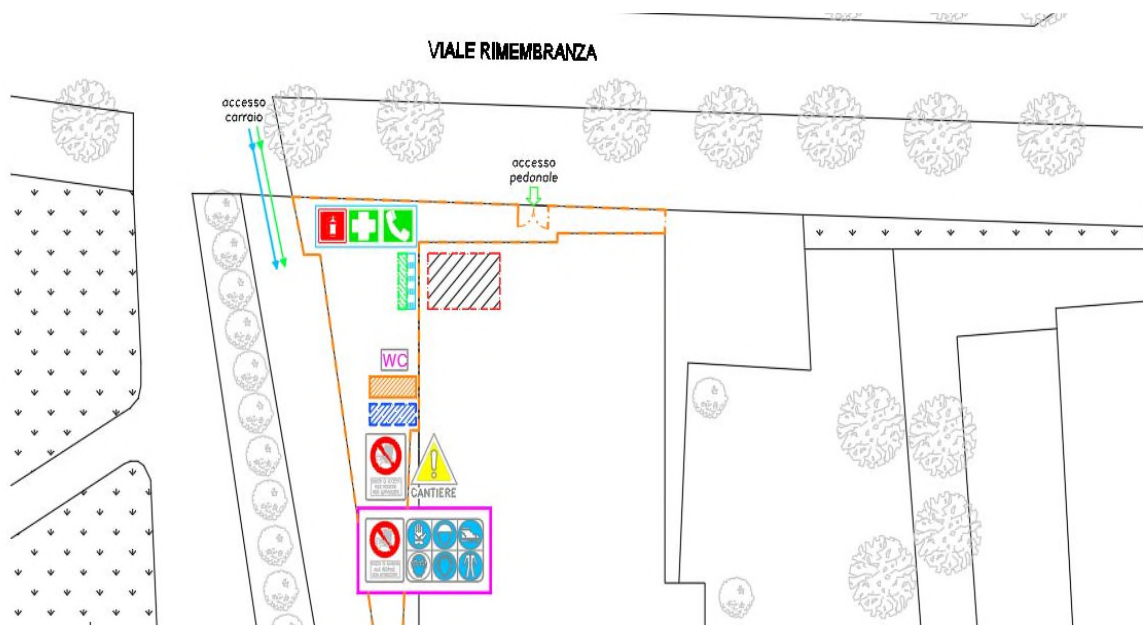 VIALE RIMEMBRANZA
accesso
carraio
accesso
pedonale
WC
CANTIERE